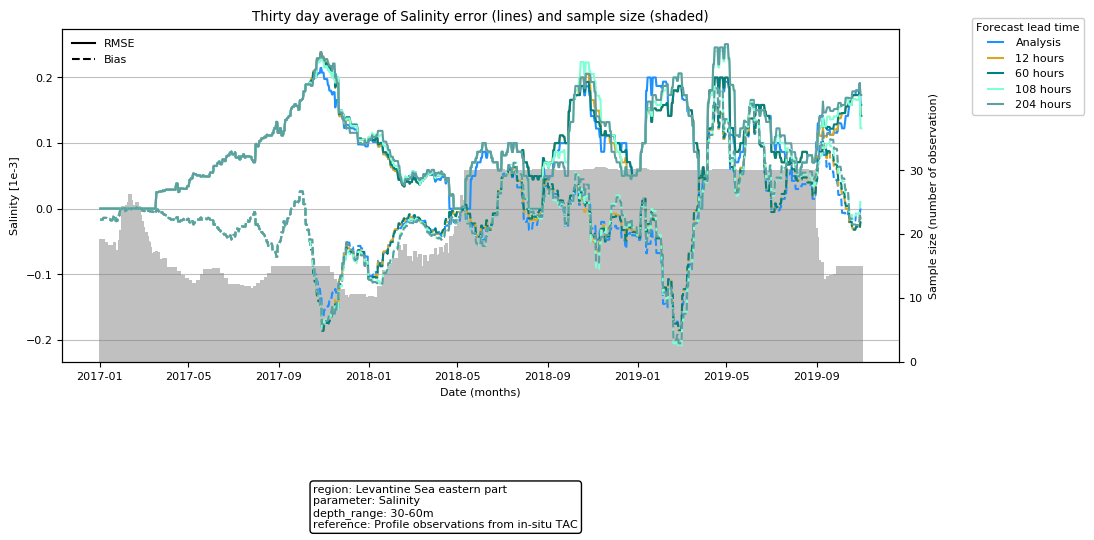 Thirty day average of Salinity error (lines) and sample size (shaded)
Forecast lead time
Analysis
12 hours
60 hours
108 hours
204 hours
RMSE
Bias
Salinity [1e-3]
0.2
0.1
0.0
−0.1
−0.2
30
20
10
0
Sample size (number of observation)
2017-01 2017-05 2017-09 2018-01 2018-05 2018-09 2019-01 2019-05 2019-09
Date (months)
region: Levantine Sea eastern part
parameter: Salinity
depth_range: 30-60m
reference: Profile observations from in-situ TAC